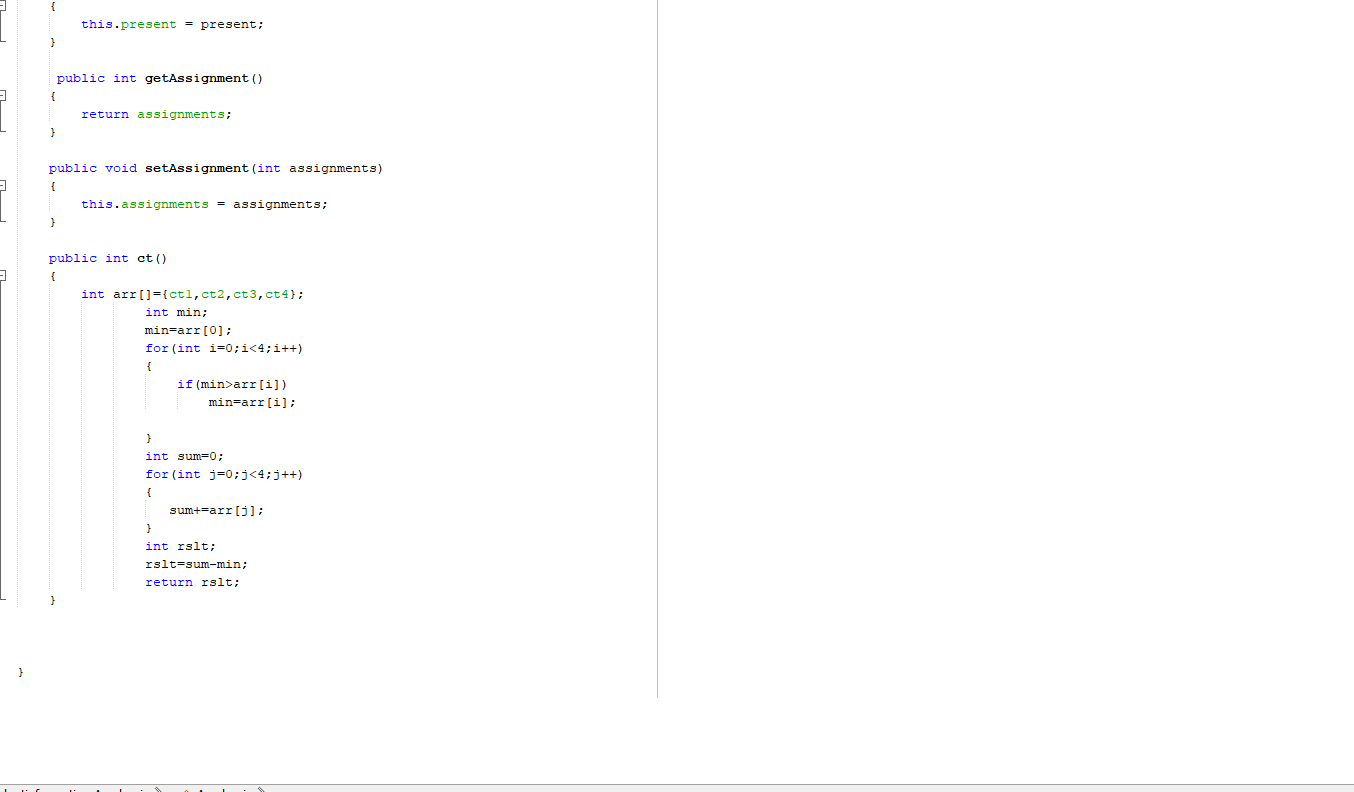 {
this.present = present;
}
public int getAssignment()
{
return assignments;
}
public void setAssignment(int assignments)
{
this.assignments = assignments;
}
public int ct()
{
int arr[]={ct1,ct2,ct3,ct4};
int min;
min=arr[0];
for(int i=0;i<4;i++)
{
if(min>arr[i])
min=arr[i];
}
int sum=0;
for(int j=0;j<4;j++)
{
sum+=arr[j];
}
int rslt;
rslt=sum-min;
return rslt;
}
}